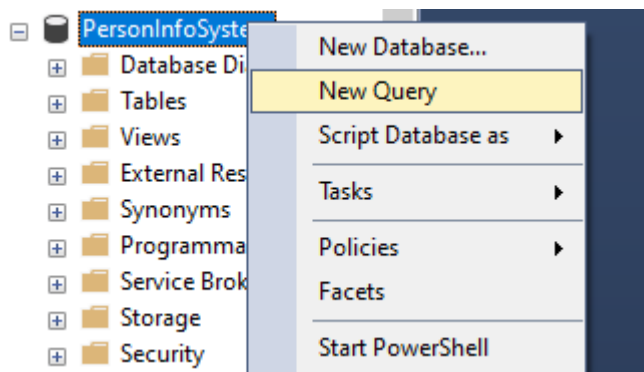 PersonInfoSyste
Database Di
Tables
Views
External Res
Synonyms
Programma
Service Brok
Storage
Security
New Database...
New Query
Script Database as
Tasks
Policies
Facets
Start PowerShell